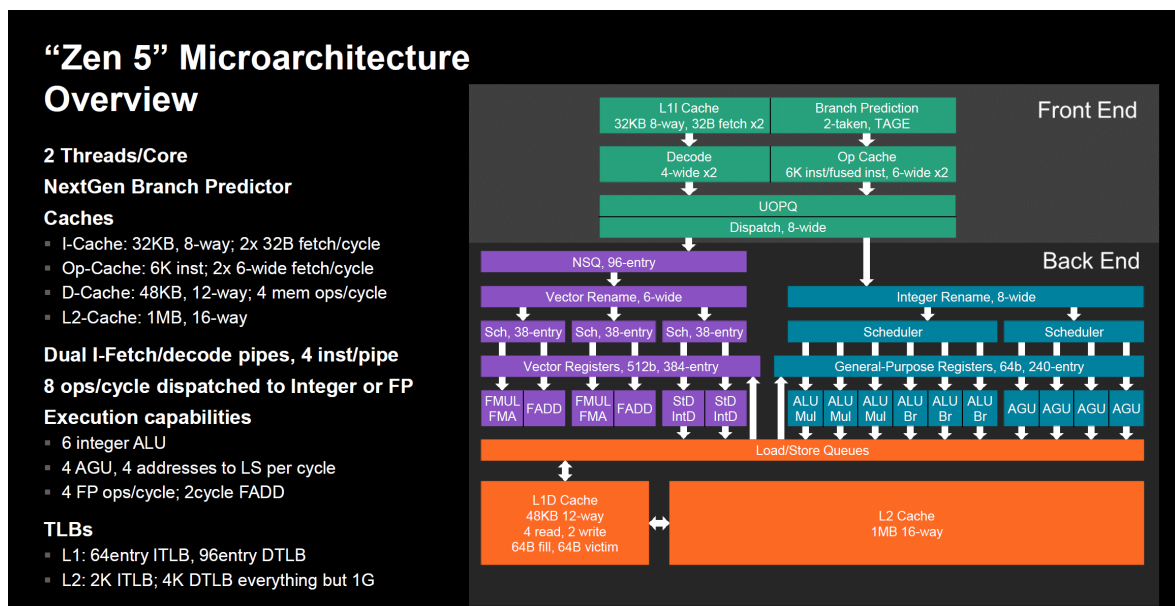 “Zen 5” Microarchitecture
Overview
2 Threads/Core
NextGen Branch Predictor
Caches
▪ I-Cache: 32KB, 8-way; 2x 32B fetch/cycle
▪ Op-Cache: 6K inst; 2x 6-wide fetch/cycle
▪ D-Cache: 48KB, 12-way; 4 mem ops/cycle
▪ L2-Cache: 1MB, 16-way
Dual I-Fetch/decode pipes, 4 inst/pipe
8 ops/cycle dispatched to Integer or FP
Execution capabilities
▪ 6 integer ALU
▪ 4 AGU, 4 addresses to LS per cycle
▪ 4 FP ops/cycle; 2cycle FADD
TLBs
▪ L1: 64entry ITLB, 96entry DTLB
▪ L2: 2K ITLB; 4K DTLB everything but 1G
Front End
L1I Cache
32KB 8-way, 32B fetch x2
Branch Prediction
2-taken, TAGE
Decode
4-wide x2
Op Cache
6K inst/fused inst, 6-wide x2
UOPQ
Dispatch, 8-wide
Back End
NSQ, 96-entry
Vector Rename, 6-wide
Integer Rename, 8-wide
Sch, 38-entry
Sch, 38-entry
Sch, 38-entry
Scheduler
Scheduler
Vector Registers, 512b, 384-entry
General-Purpose Registers, 64b, 240-entry
FMUL
FMA
FADD
FMUL
FMA
FADD
StD
IntD
StD
IntD
ALU
Mul
ALU
Mul
ALU
Mul
ALU
Br
ALU
Br
ALU
Br
AGU
AGU
AGU
AGU
Load/Store Queues
L1D Cache
48KB 12-way
4 read, 2 write
64B fill, 64B victim
L2 Cache
1MB 16-way